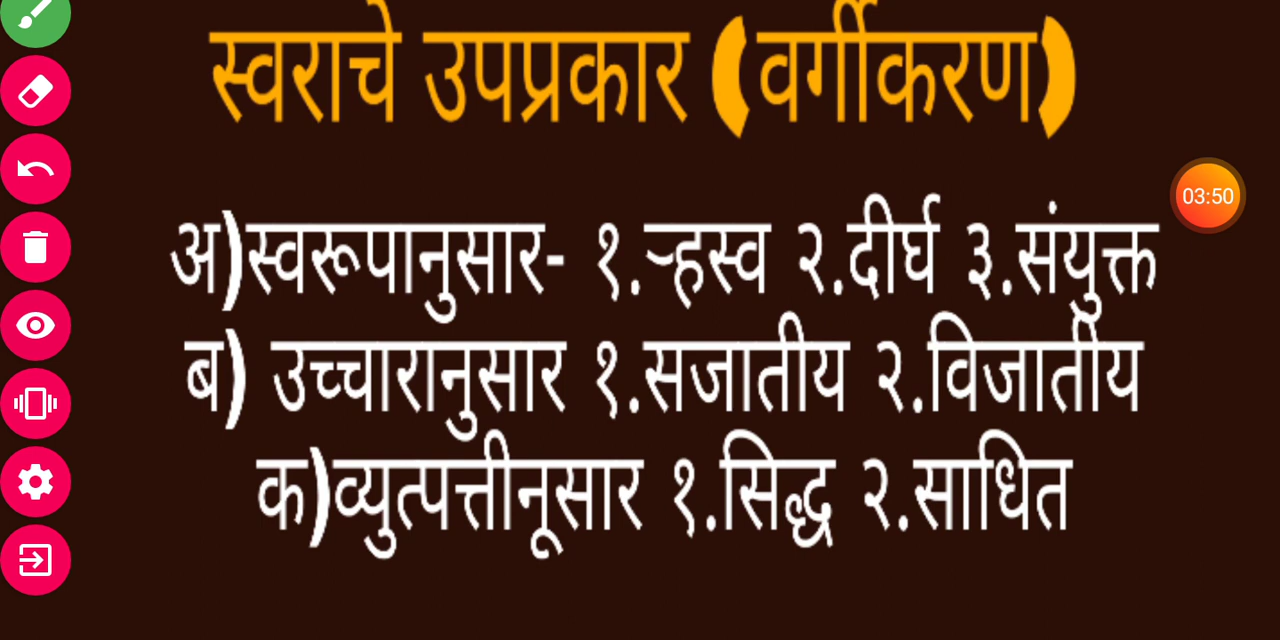 स्वराचे उपप्रकार (वर्गीकरण)
03:50
अ)स्वरूपानुसार- १.ऱ्हस्व २.दीर्घ ३.संयुक्त
ब) उच्चारानुसार १.सजातीय २.विजातीय
क)व्युत्पत्तीनूसार १.सिद्ध २.साधित